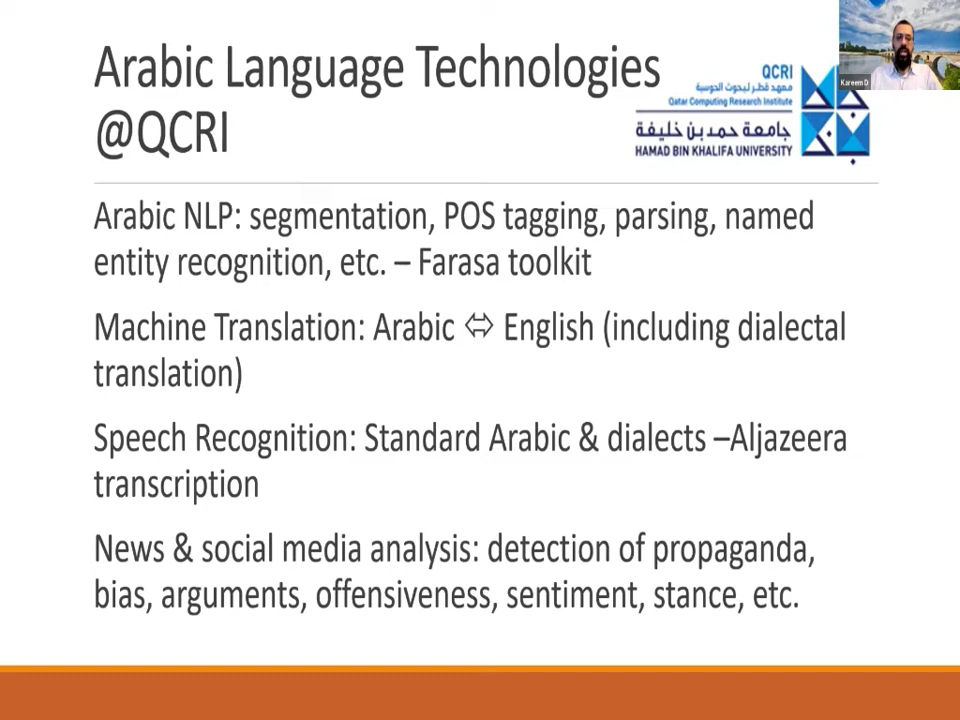 Arabic Language Technologies
@QCRI
QCRI
معهد قطر لبحوث الحوسبة
Qatar Computing Research Institute
جامعة حمد بن خليفة
HAMAD BIN KHALIFA UNIVERSITY
Kareem D
Arabic NLP: segmentation, POS tagging, parsing, named
entity recognition, etc. – Farasa toolkit
Machine Translation: Arabic ⬄ English (including dialectal
translation)
Speech Recognition: Standard Arabic & dialects –Aljazeera
transcription
News & social media analysis: detection of propaganda,
bias, arguments, offensiveness, sentiment, stance, etc.